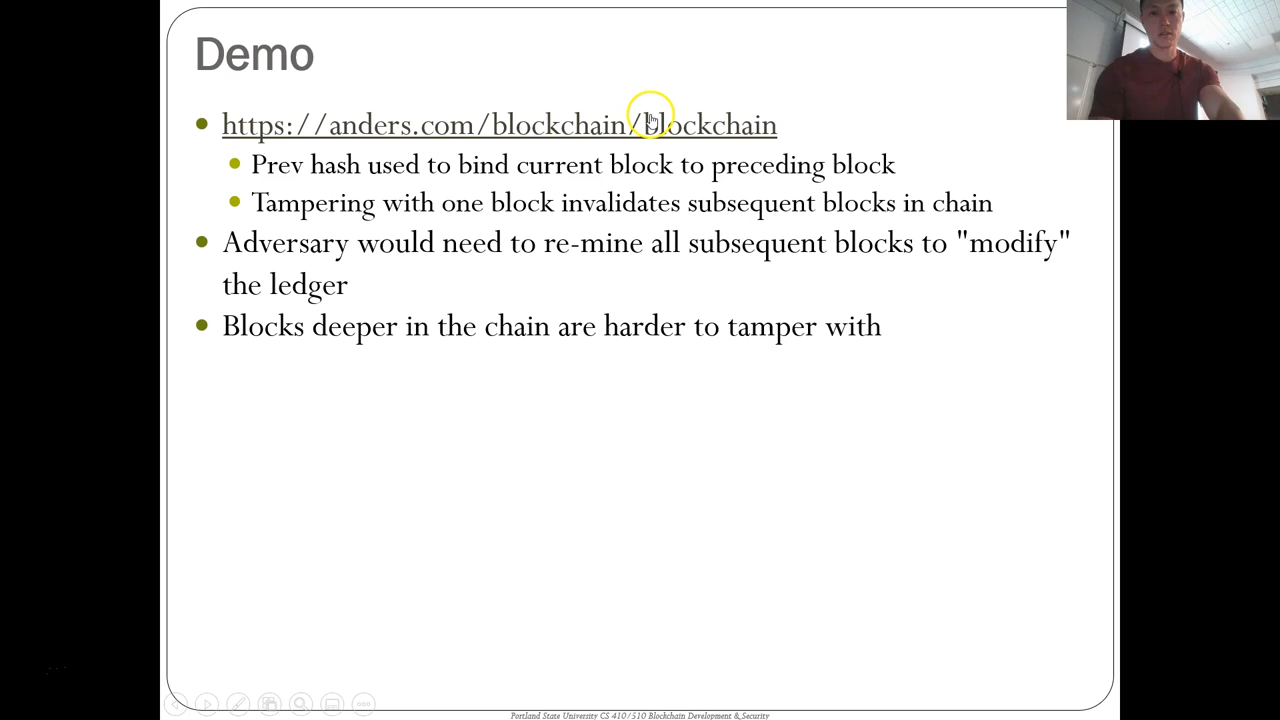 Demo
https://anders.com/blockchain/blockchain
Prev hash used to bind current block to preceding block
Tampering with one block invalidates subsequent blocks in chain
Adversary would need to re-mine all subsequent blocks to "modify"
the ledger
Blocks deeper in the chain are harder to tamper with
Portland State University CS 410/510 Blockchain Development & Security